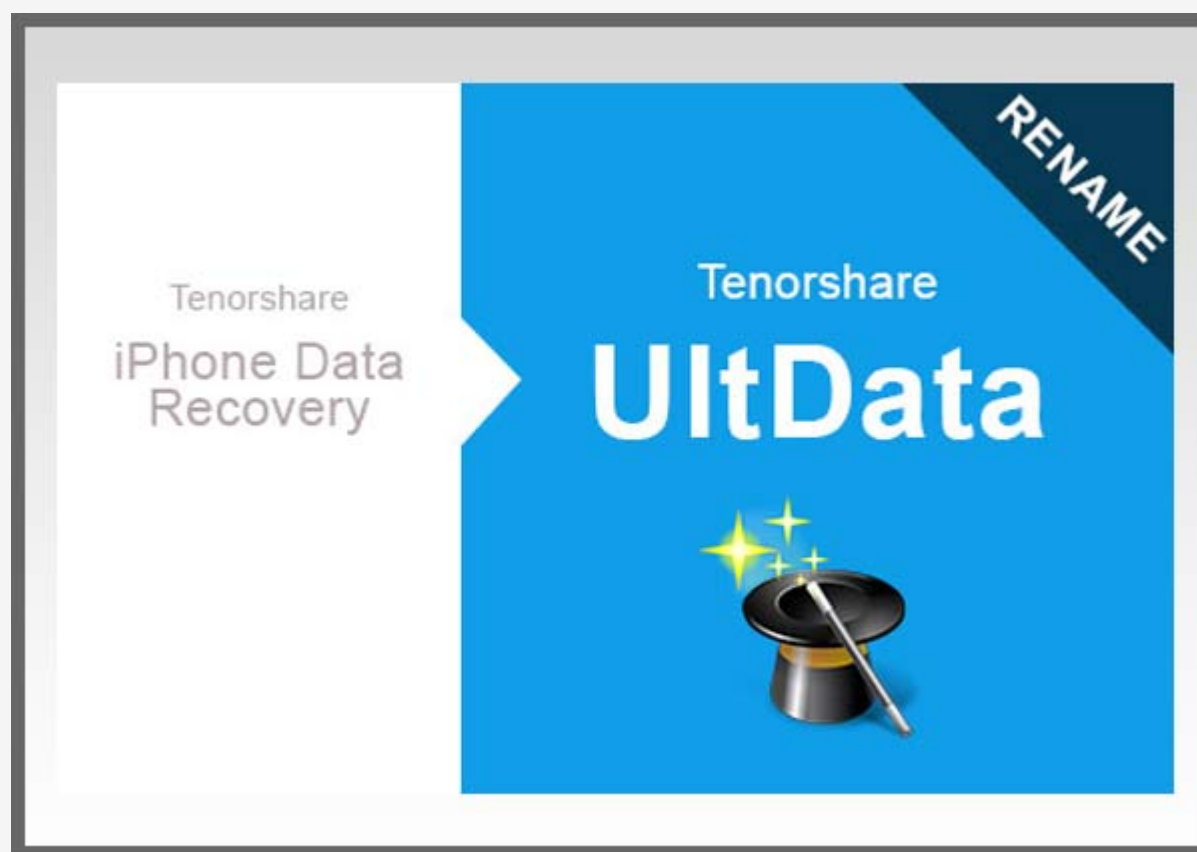 Tenorshare
iPhone Data
Recovery
Tenorshare
UltData
RENAME